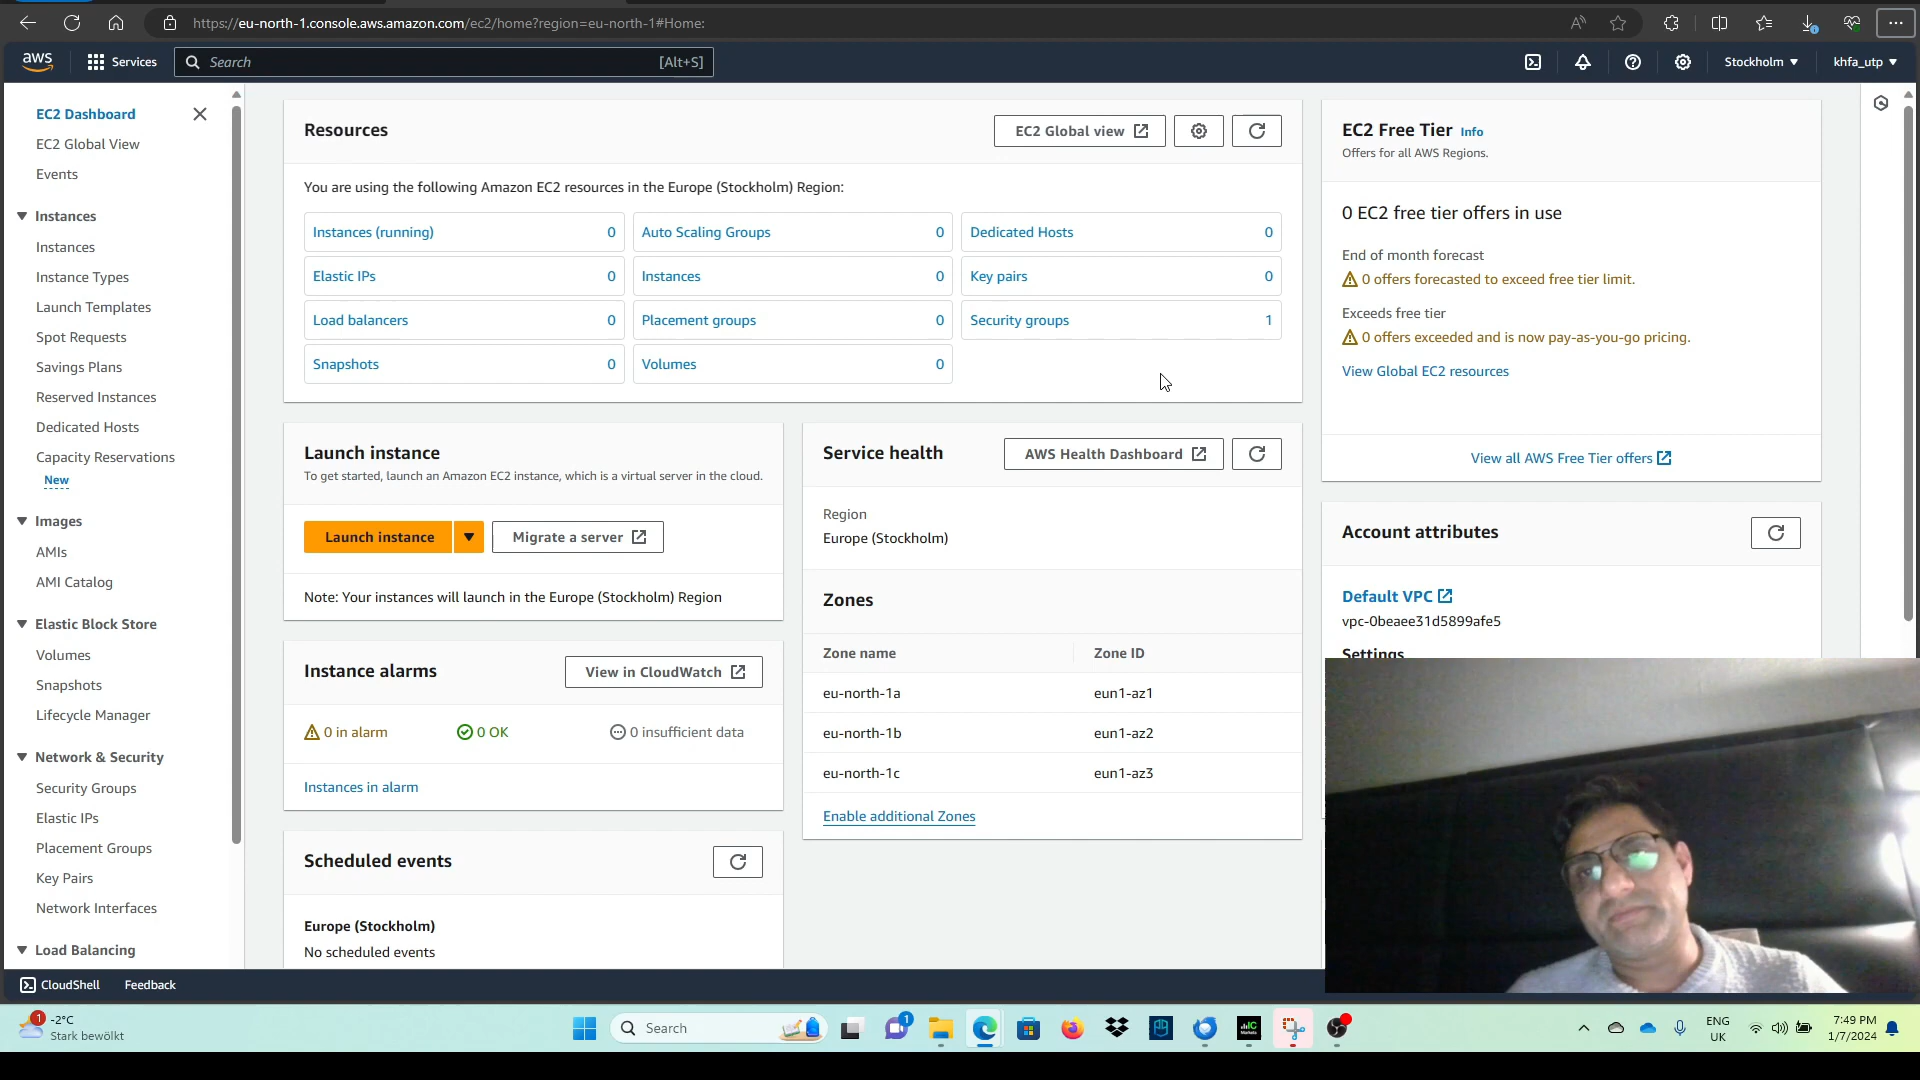 https://eu-north-1.console.aws.amazon.com/ec2/home?region=eu-north-1#Home:
aws
Services
Search
[Alt+S]
Stockholm
khfa_utp
EC2 Dashboard
EC2 Global View
Events
Instances
Instances
Instance Types
Launch Templates
Spot Requests
Savings Plans
Reserved Instances
Dedicated Hosts
Capacity Reservations
New
Images
AMIs
AMI Catalog
Elastic Block Store
Volumes
Snapshots
Lifecycle Manager
Network & Security
Security Groups
Elastic IPs
Placement Groups
Key Pairs
Network Interfaces
Load Balancing
Resources
EC2 Global view
You are using the following Amazon EC2 resources in the Europe (Stockholm) Region:
Instances (running) 0
Auto Scaling Groups 0
Dedicated Hosts 0
Elastic IPs 0
Instances 0
Key pairs 0
Load balancers 0
Placement groups 0
Security groups 1
Snapshots 0
Volumes 0
Launch instance
To get started, launch an Amazon EC2 instance, which is a virtual server in the cloud.
Launch instance
Migrate a server
Note: Your instances will launch in the Europe (Stockholm) Region
Instance alarms
View in CloudWatch
0 in alarm
0 OK
0 insufficient data
Instances in alarm
Scheduled events
Europe (Stockholm)
No scheduled events
Service health
AWS Health Dashboard
Region
Europe (Stockholm)
Zones
Zone name Zone ID
eu-north-1a eun1-az1
eu-north-1b eun1-az2
eu-north-1c eun1-az3
Enable additional Zones
EC2 Free Tier Info
Offers for all AWS Regions.
0 EC2 free tier offers in use
End of month forecast
0 offers forecasted to exceed free tier limit.
Exceeds free tier
0 offers exceeded and is now pay-as-you-go pricing.
View Global EC2 resources
View all AWS Free Tier offers
Account attributes
Default VPC
vpc-0beaee31d5899afe5
Settings
CloudShell
Feedback
1
-2°C
Stark bewölkt
Search
1
ENG
UK
7:49 PM
1/7/2024